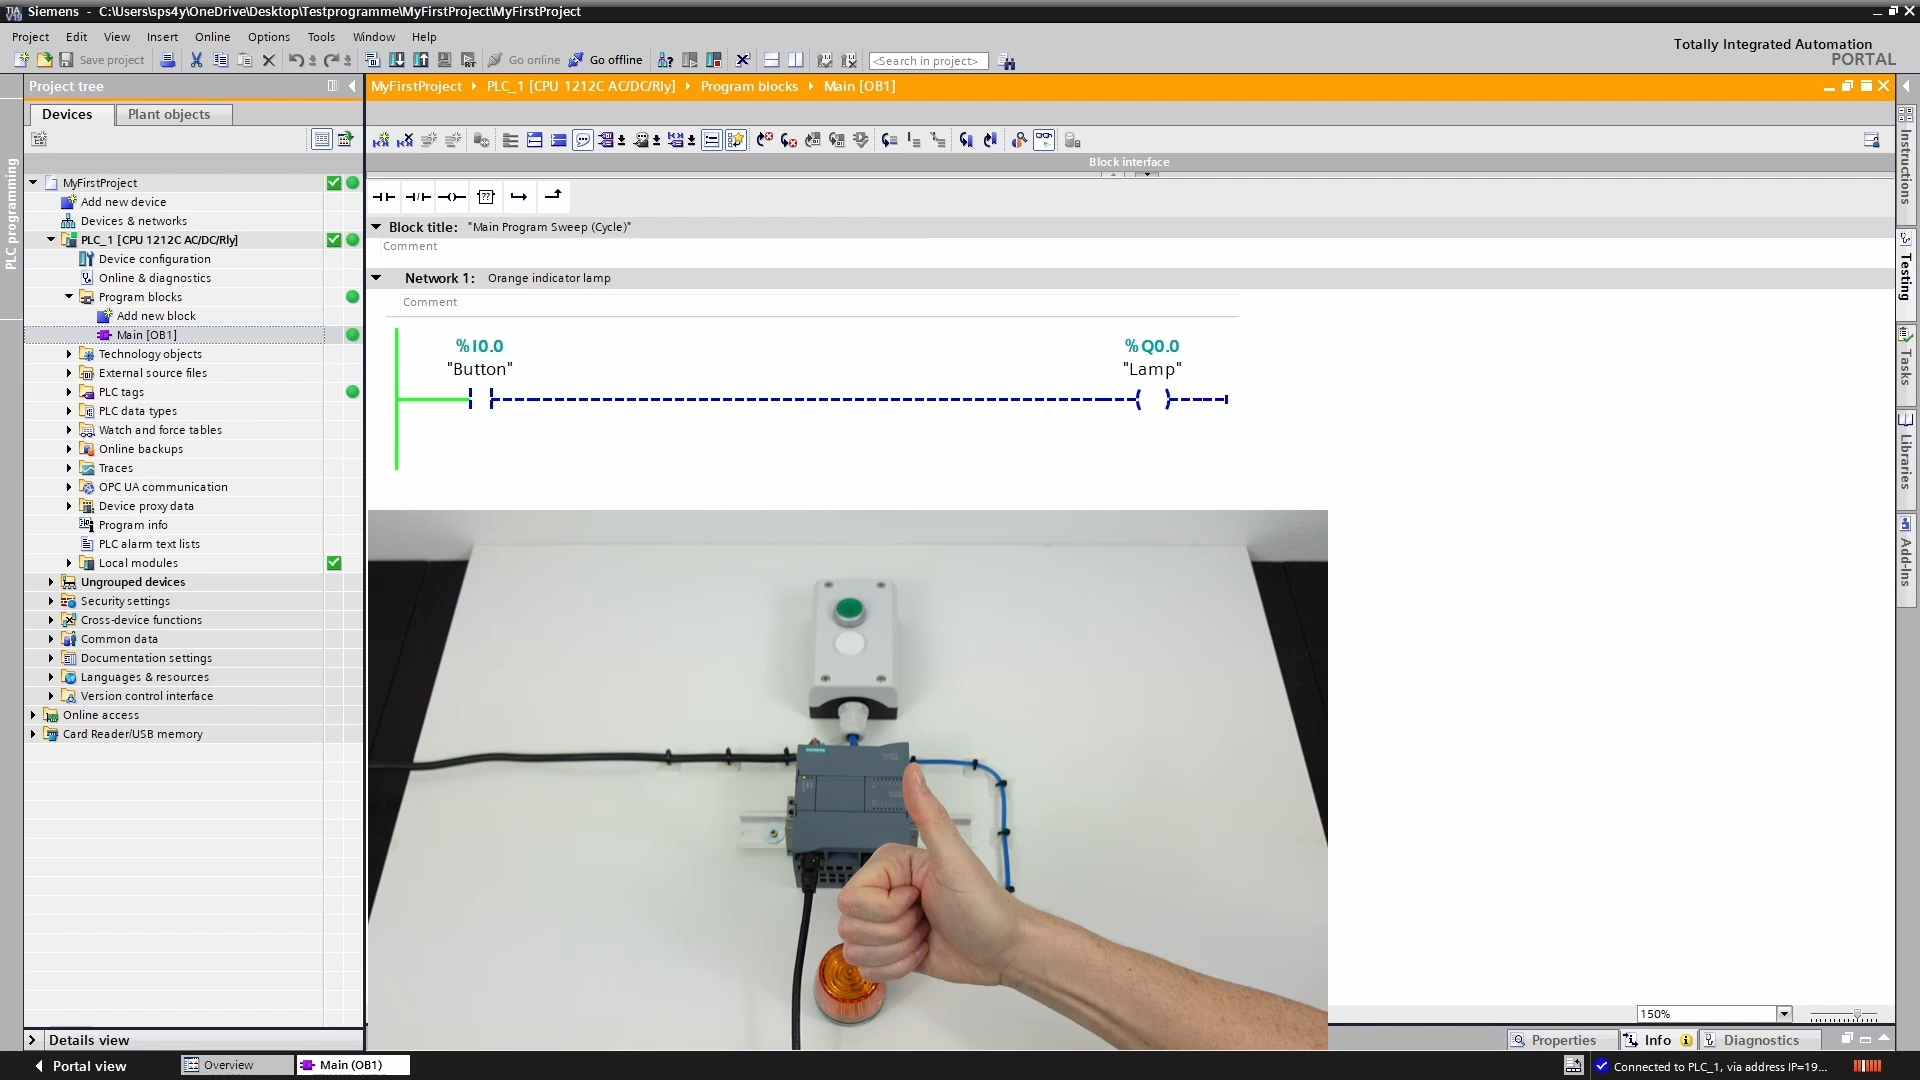 Siemens - C:\Users\sps4y\OneDrive\Desktop\Testprogramme\MyFirstProject\MyFirstProject
Project Edit View Insert Online Options Tools Window Help
Totally Integrated Automation
PORTAL
Save project
Go online
Go offline
<Search in project>
Project tree
MyFirstProject
PLC_1 [CPU 1212C AC/DC/Rly]
Program blocks
Main [OB1]
Devices
Plant objects
PLC programming
Block interface
MyFirstProject
Add new device
Devices & networks
PLC_1 [CPU 1212C AC/DC/Rly]
Device configuration
Online & diagnostics
Program blocks
Add new block
Main [OB1]
Technology objects
External source files
PLC tags
PLC data types
Watch and force tables
Online backups
Traces
OPC UA communication
Device proxy data
Program info
PLC alarm text lists
Local modules
Ungrouped devices
Security settings
Cross-device functions
Common data
Documentation settings
Languages & resources
Version control interface
Online access
Card Reader/USB memory
??
Block title: "Main Program Sweep (Cycle)"
Comment
Network 1: Orange indicator lamp
Comment
%I0.0
"Button"
%Q0.0
"Lamp"
SIEMENS
Instructions
Testing
Tasks
Libraries
Add-Ins
150%
Properties
Info
Diagnostics
Details view
Portal view
Overview
Main (OB1)
Connected to PLC_1, via address IP=19...